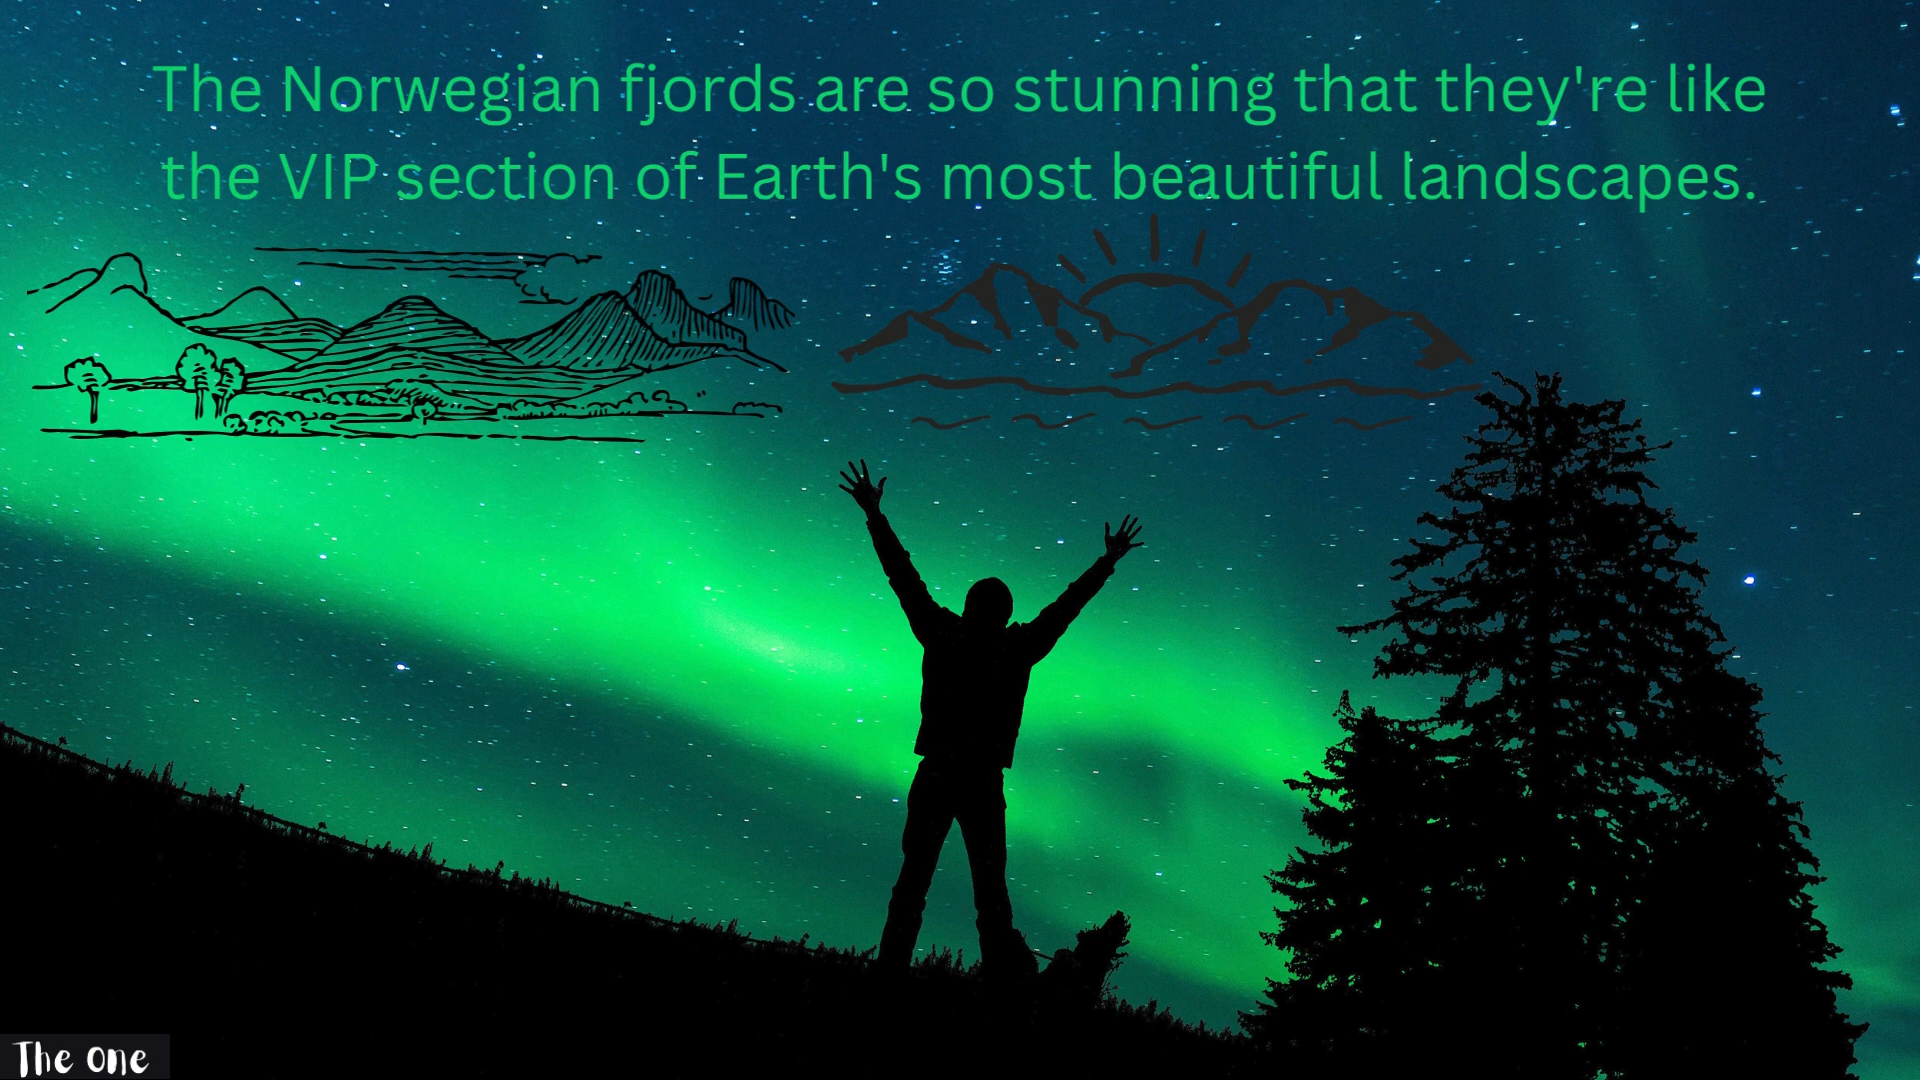 The Norwegian fjords are so stunning that they're like
the VIP section of Earth's most beautiful landscapes.
The One